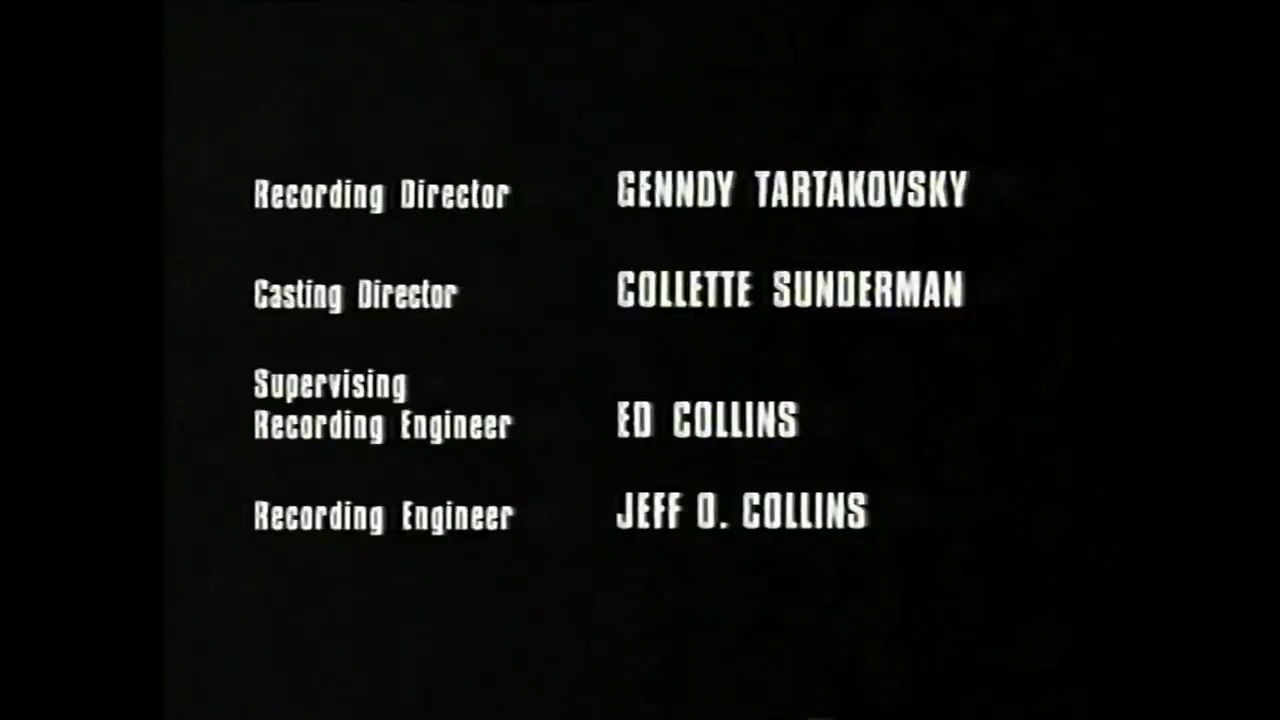 Recording Director GENNDY TARTAKOVSKY
Casting Director COLLETTE SUNDERMAN
Supervising
Recording Engineer ED COLLINS
Recording Engineer JEFF O. COLLINS